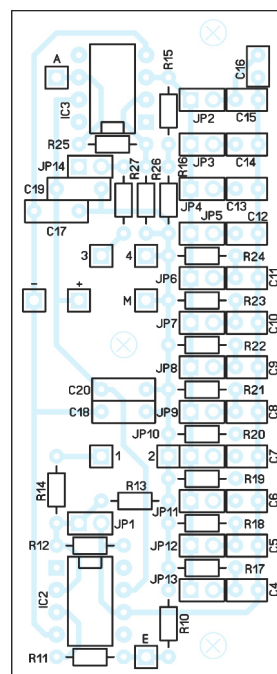 A
R15
C16
IC3
JP2
C15
R25
JP14
R27
R26
R16
JP3
C14
C19
JP4
C13
C17
JP5
C12
3
4
R24
JP6
C11
-
+
M
R23
JP7
C10
R22
JP8
C9
R21
C20
C18
JP9
C8
JP10
R20
1
2
C7
R14
R13
R19
JP11
C6
JP1
R18
R12
JP12
C5
R17
JP13
C4
IC2
R10
R11
E